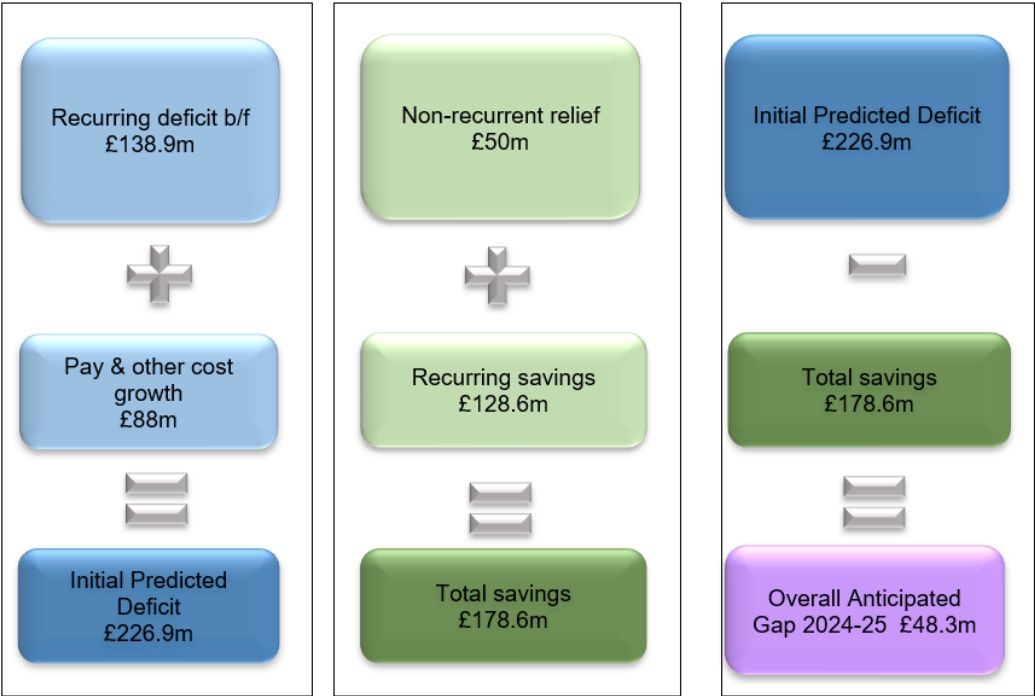 Recurring deficit b/f
£138.9m
Pay & other cost
growth
£88m
Initial Predicted
Deficit
£226.9m
Non-recurrent relief
£50m
Recurring savings
£128.6m
Total savings
£178.6m
Initial Predicted Deficit
£226.9m
Total savings
£178.6m
Overall Anticipated
Gap 2024-25 £48.3m